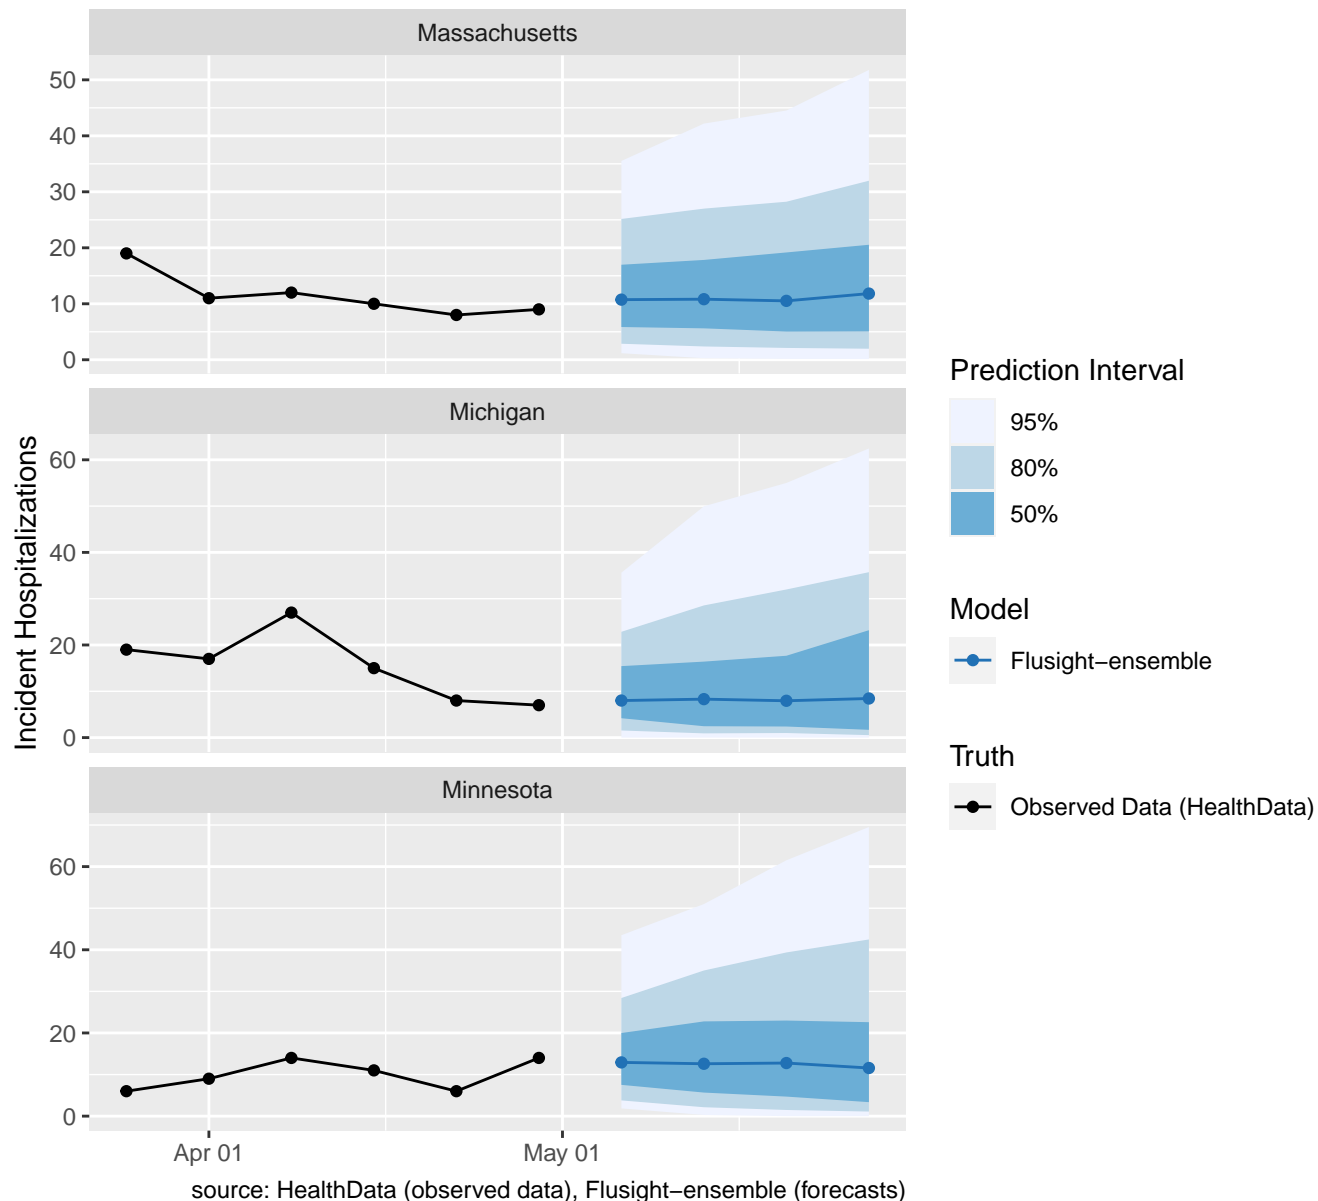 Massachusetts
50
40
30
20
10
0
Michigan
60
40
20
0
Minnesota
60
40
20
0
Apr 01
May 01
Incident Hospitalizations
source: HealthData (observed data), Flusight−ensemble (forecasts)
Prediction Interval
95%
80%
50%
Model
Flusight−ensemble
Truth
Observed Data (HealthData)